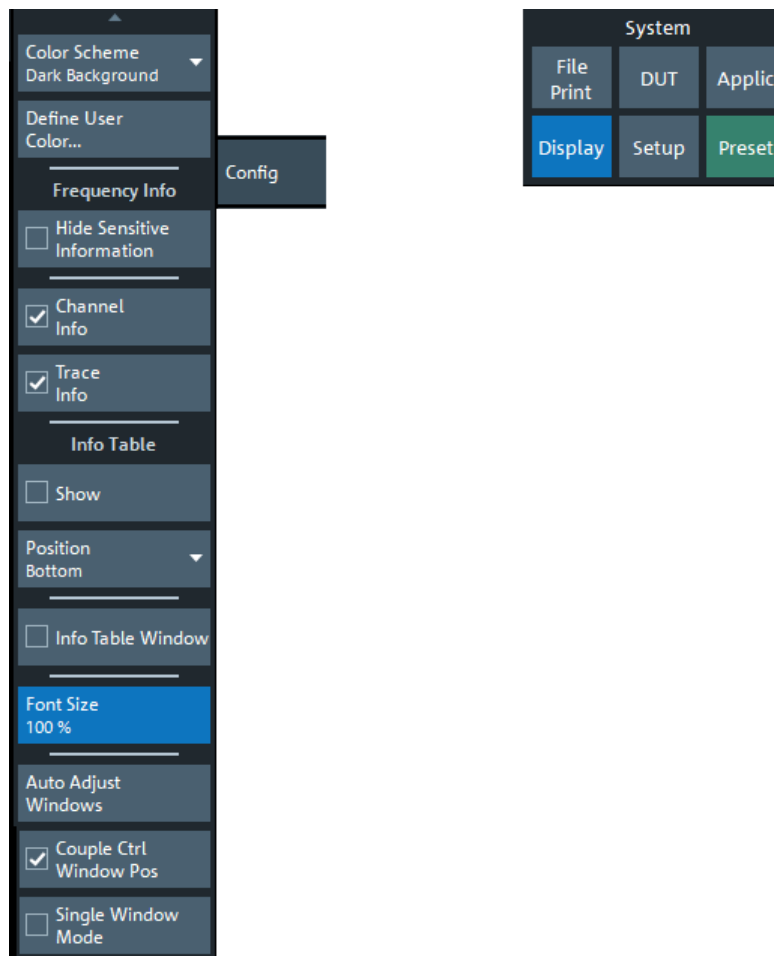 Color Scheme
Dark Background
Define User
Color...
Frequency Info
Hide Sensitive
Information
Channel
Info
Trace
Info
Info Table
Show
Position
Bottom
Info Table Window
Font Size
100 %
Auto Adjust
Windows
Couple Ctrl
Window Pos
Single Window
Mode
Config
System
File
Print
DUT
Applic
Display
Setup
Preset